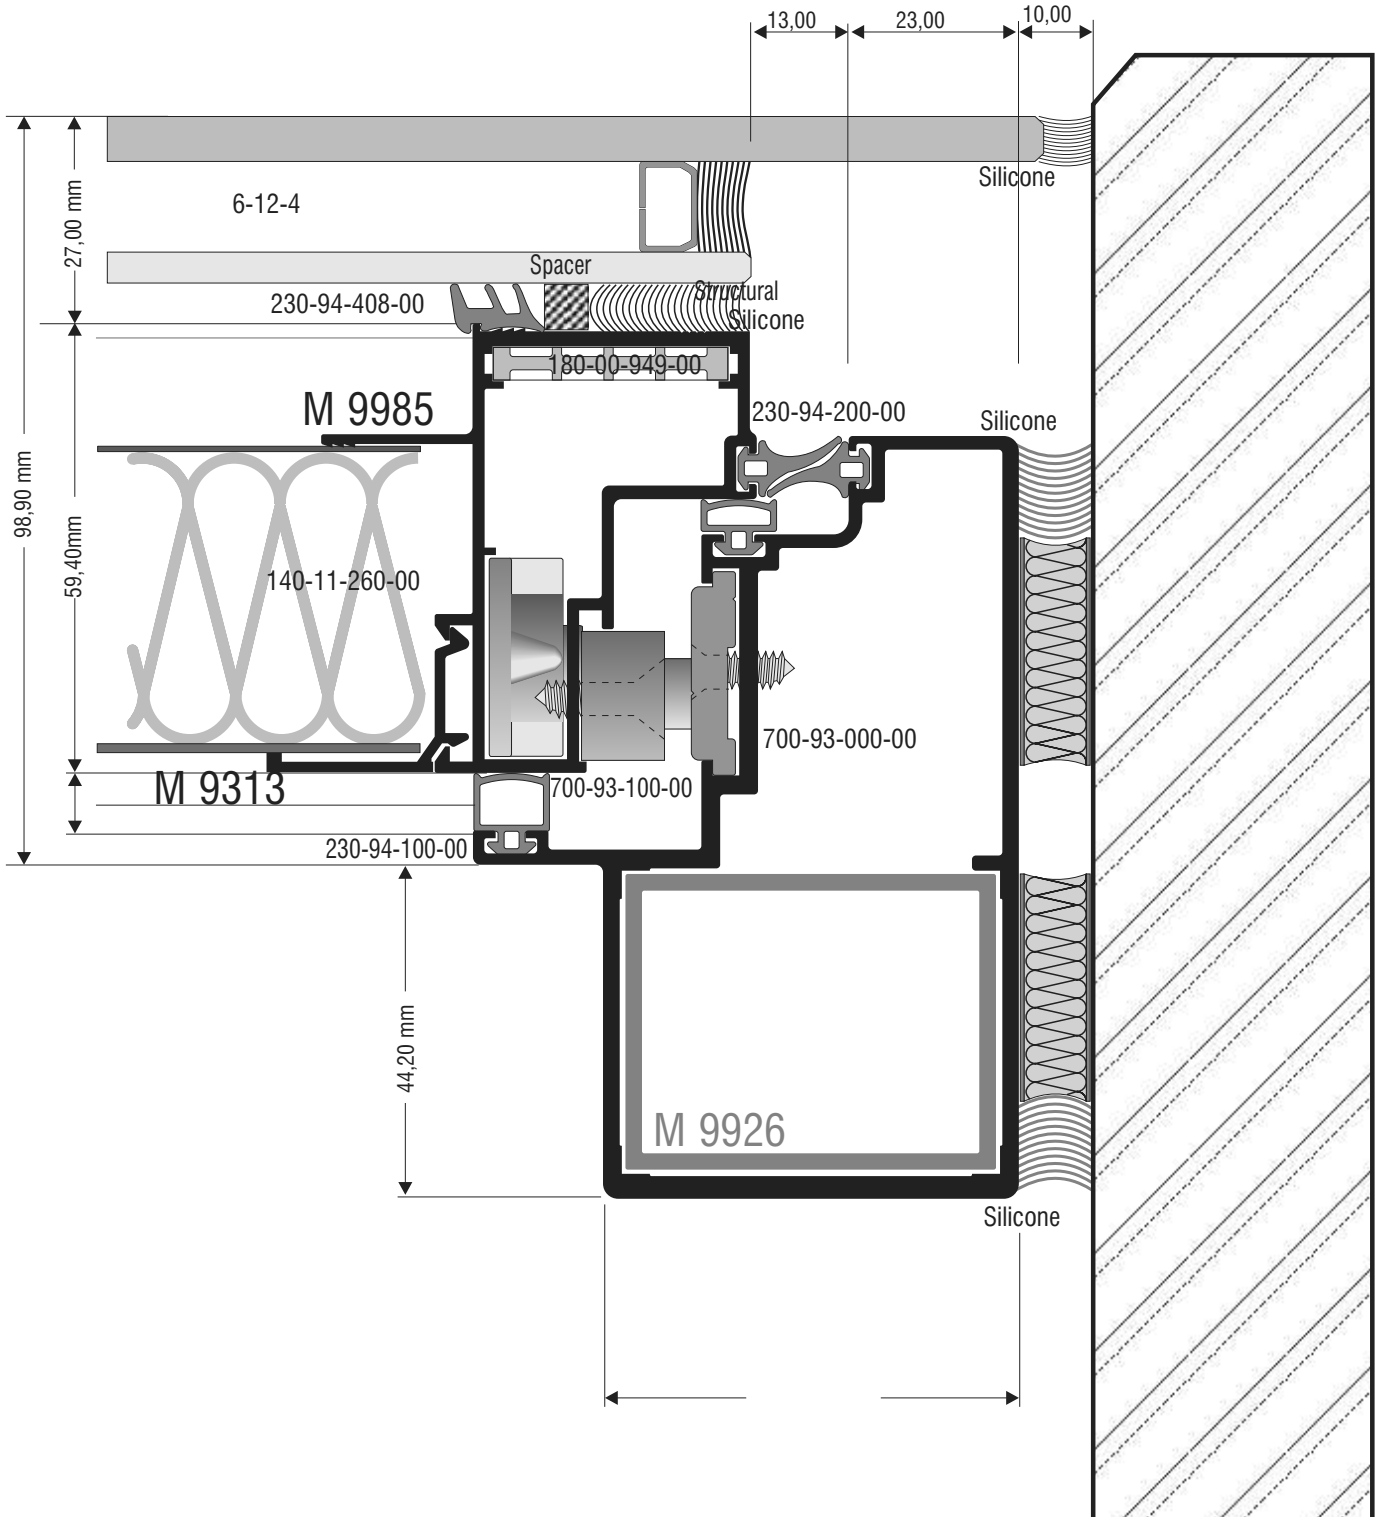 13,00
23,00
10,00
Silicone
6-12-4
27,00 mm
Spacer
230-94-408-00
Structural
Silicone
180-00-949-00
M 9985
230-94-200-00
Silicone
98,90 mm
59,40mm
140-11-260-00
700-93-000-00
M 9313
700-93-100-00
230-94-100-00
44,20 mm
M 9926
Silicone